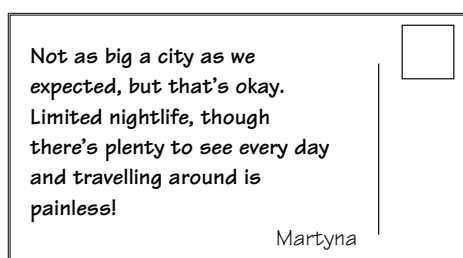 Not as big a city as we
expected, but that's okay.
Limited nightlife, though
there's plenty to see every day
and travelling around is
painless!
Martyna